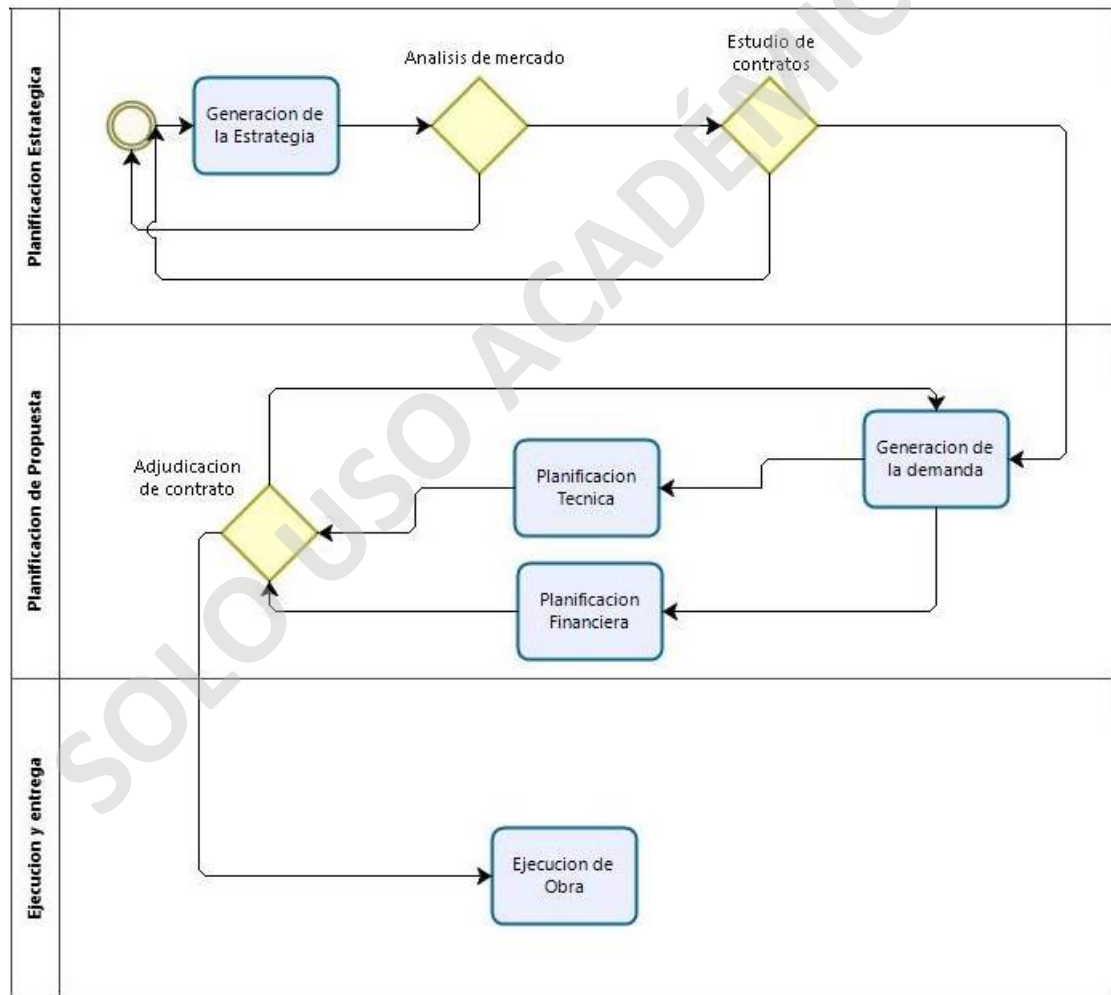 Planificacion Estrategica
Analisis de mercado
Estudio de
contratos
Generacion de
la Estrategia
Planificacion de Propuesta
Adjudicacion
de contrato
Planificacion
Tecnica
Generacion de
la demanda
Planificacion
Financiera
Ejecucion y entrega
Ejecucion de
Obra
SOLO USO ACADÉMIC